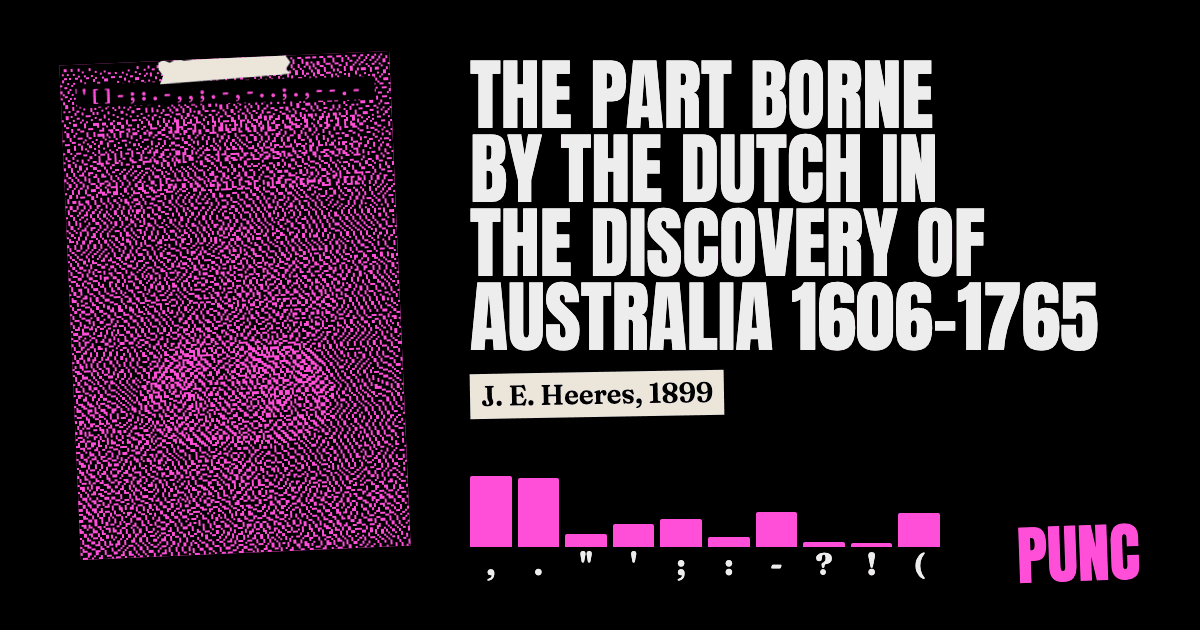 '[]-;:.-,,;.-,-..;.,--.-
THE PART BORNE
BY THE DUTCH IN
THE DISCOVERY OF
AUSTRALIA 1606-1765
J. E. Heeres, 1899
, . " ' ; : - ? ! (
PUNC